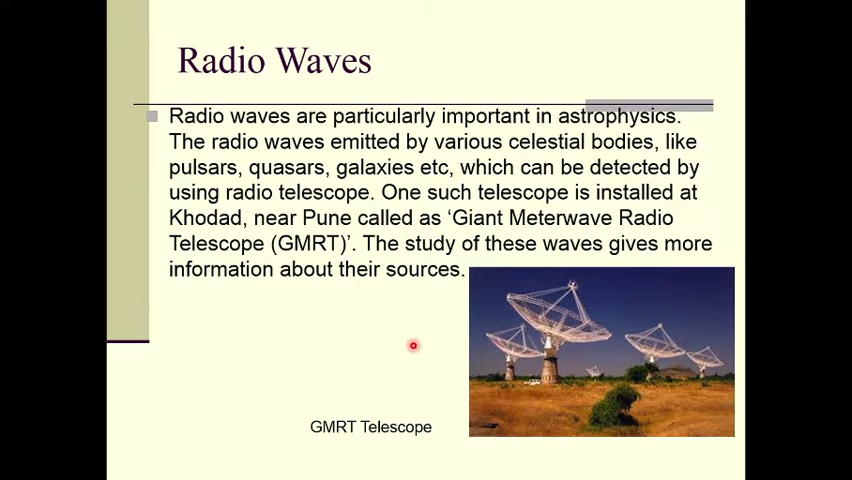 Radio Waves
Radio waves are particularly important in astrophysics.
The radio waves emitted by various celestial bodies, like
pulsars, quasars, galaxies etc, which can be detected by
using radio telescope. One such telescope is installed at
Khodad, near Pune called as ‘Giant Meterwave Radio
Telescope (GMRT)’. The study of these waves gives more
information about their sources.
GMRT Telescope